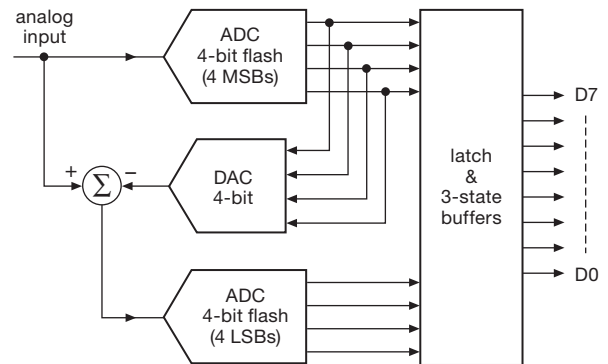 analog
input
ADC
4-bit flash
(4 MSBs)
+
Σ
−
DAC
4-bit
ADC
4-bit flash
(4 LSBs)
latch
&
3-state
buffers
D7
D0